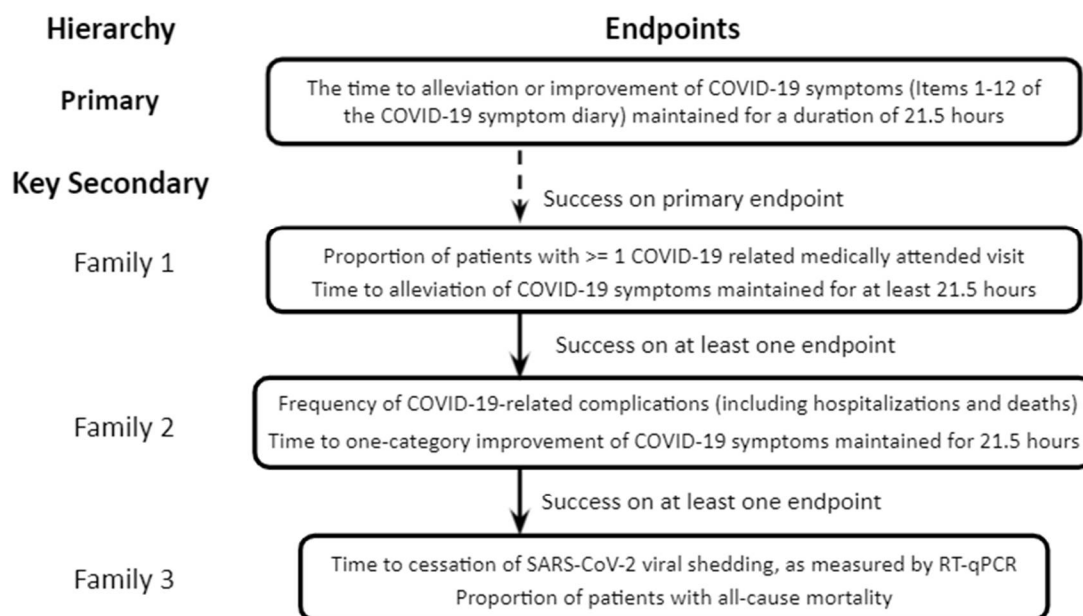 Hierarchy Endpoints
Primary
The time to alleviation or improvement of COVID-19 symptoms (Items 1-12 of
the COVID-19 symptom diary) maintained for a duration of 21.5 hours
Key Secondary
Success on primary endpoint
Family 1
Proportion of patients with >= 1 COVID-19 related medically attended visit
Time to alleviation of COVID-19 symptoms maintained for at least 21.5 hours
Success on at least one endpoint
Family 2
Frequency of COVID-19-related complications (including hospitalizations and deaths)
Time to one-category improvement of COVID-19 symptoms maintained for 21.5 hours
Success on at least one endpoint
Family 3
Time to cessation of SARS-CoV-2 viral shedding, as measured by RT-qPCR
Proportion of patients with all-cause mortality